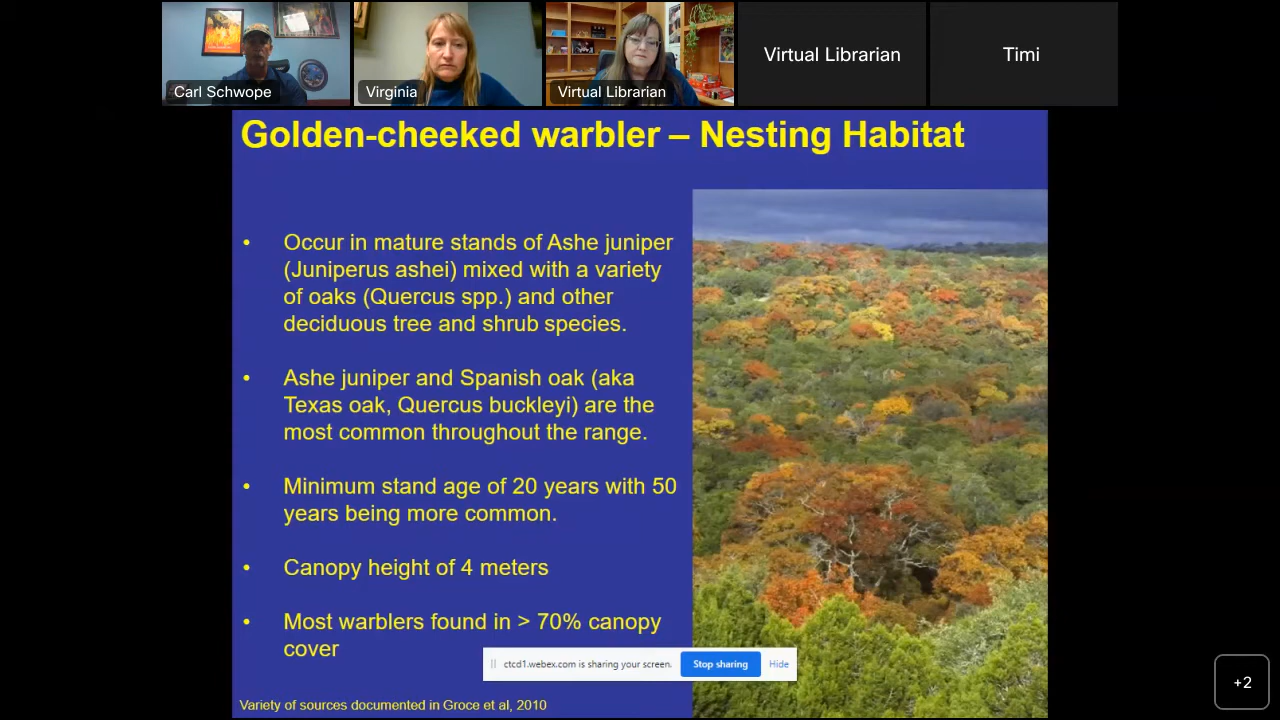 Carl Schwope
Virginia
Virtual Librarian
Virtual Librarian
Timi
Golden-cheeked warbler – Nesting Habitat
• Occur in mature stands of Ashe juniper
(Juniperus ashei) mixed with a variety
of oaks (Quercus spp.) and other
deciduous tree and shrub species.
• Ashe juniper and Spanish oak (aka
Texas oak, Quercus buckleyi) are the
most common throughout the range.
• Minimum stand age of 20 years with 50
years being more common.
• Canopy height of 4 meters
• Most warblers found in > 70% canopy
cover
ctcd1.webex.com is sharing your screen.
Stop sharing
Hide
Variety of sources documented in Groce et al, 2010
+2